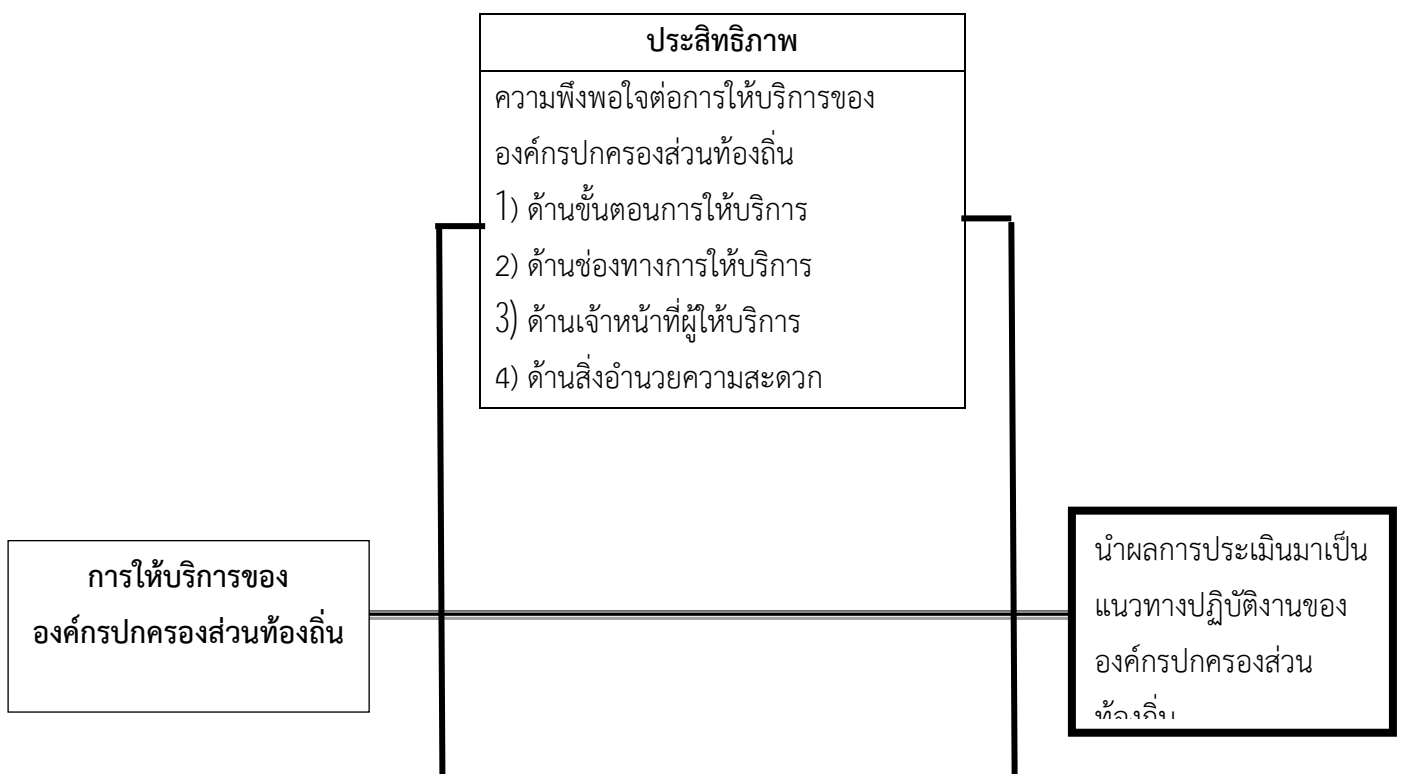 ประสิทธิภาพ
ความพึงพอใจต่อการให้บริการของ
องค์กรปกครองส่วนท้องถิ่น
1) ด้านขั้นตอนการให้บริการ
2) ด้านช่องทางการให้บริการ
3) ด้านเจ้าหน้าที่ผู้ให้บริการ
4) ด้านสิ่งอำนวยความสะดวก
การให้บริการของ
องค์กรปกครองส่วนท้องถิ่น
นำผลการประเมินมาเป็น
แนวทางปฏิบัติงานของ
องค์กรปกครองส่วน
ท้องถิ่น